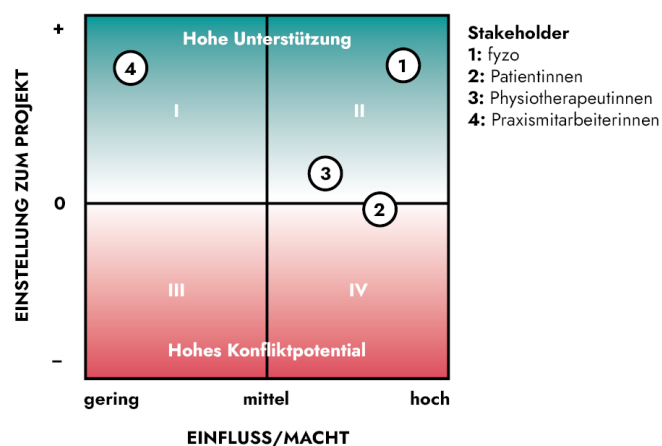 +
Hohe Unterstützung
4
1
I
II
3
EINSTELLUNG ZUM PROJEKT
0
2
III
IV
Hohes Konfliktpotential
–
gering
mittel
hoch
EINFLUSS/MACHT
Stakeholder
1: fyzo
2: Patientinnen
3: Physiotherapeutinnen
4: Praxismitarbeiterinnen